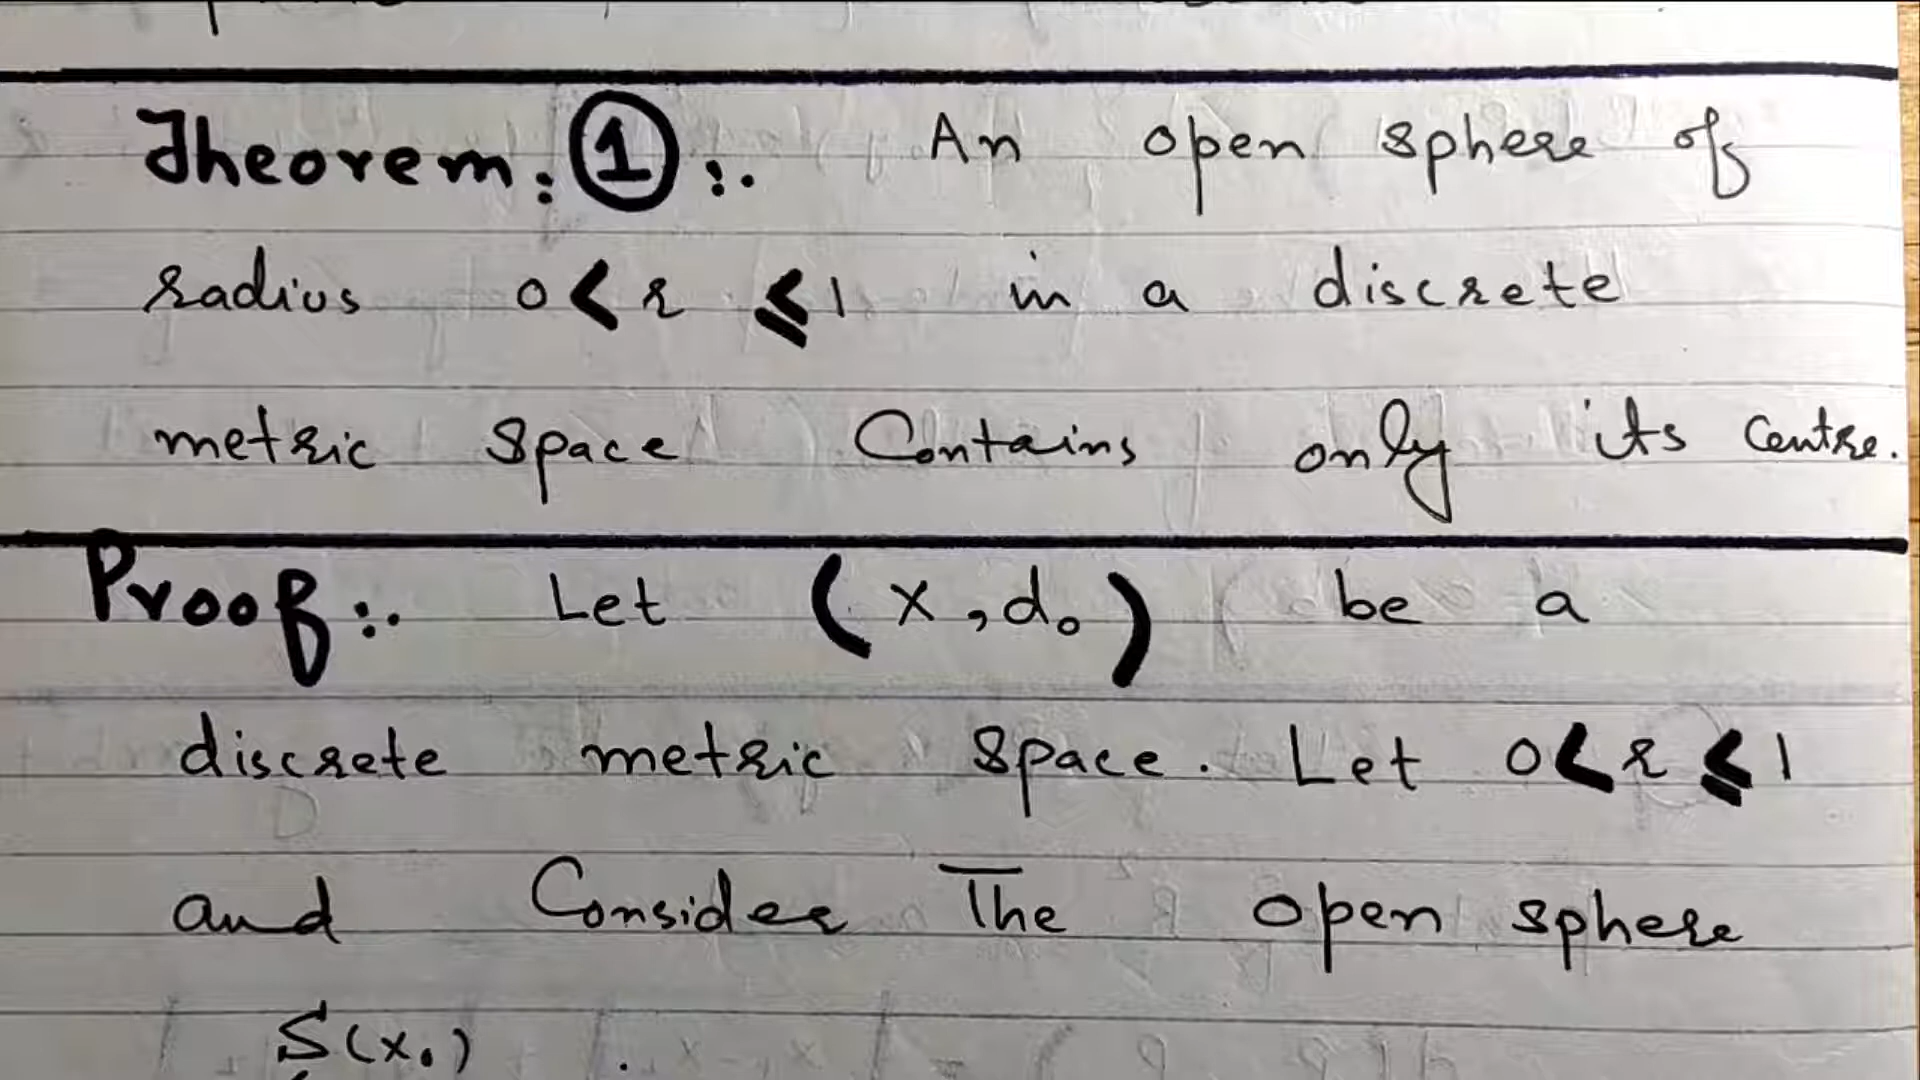 Theorem:①:. An open sphere of
radius 0 < r ⩽ 1 in a discrete
metric space Contains only its Centre.
Proof:. Let (X, d₀) be a
discrete metric space. Let 0 < r ⩽ 1
and Consider The open sphere
S(x₀)